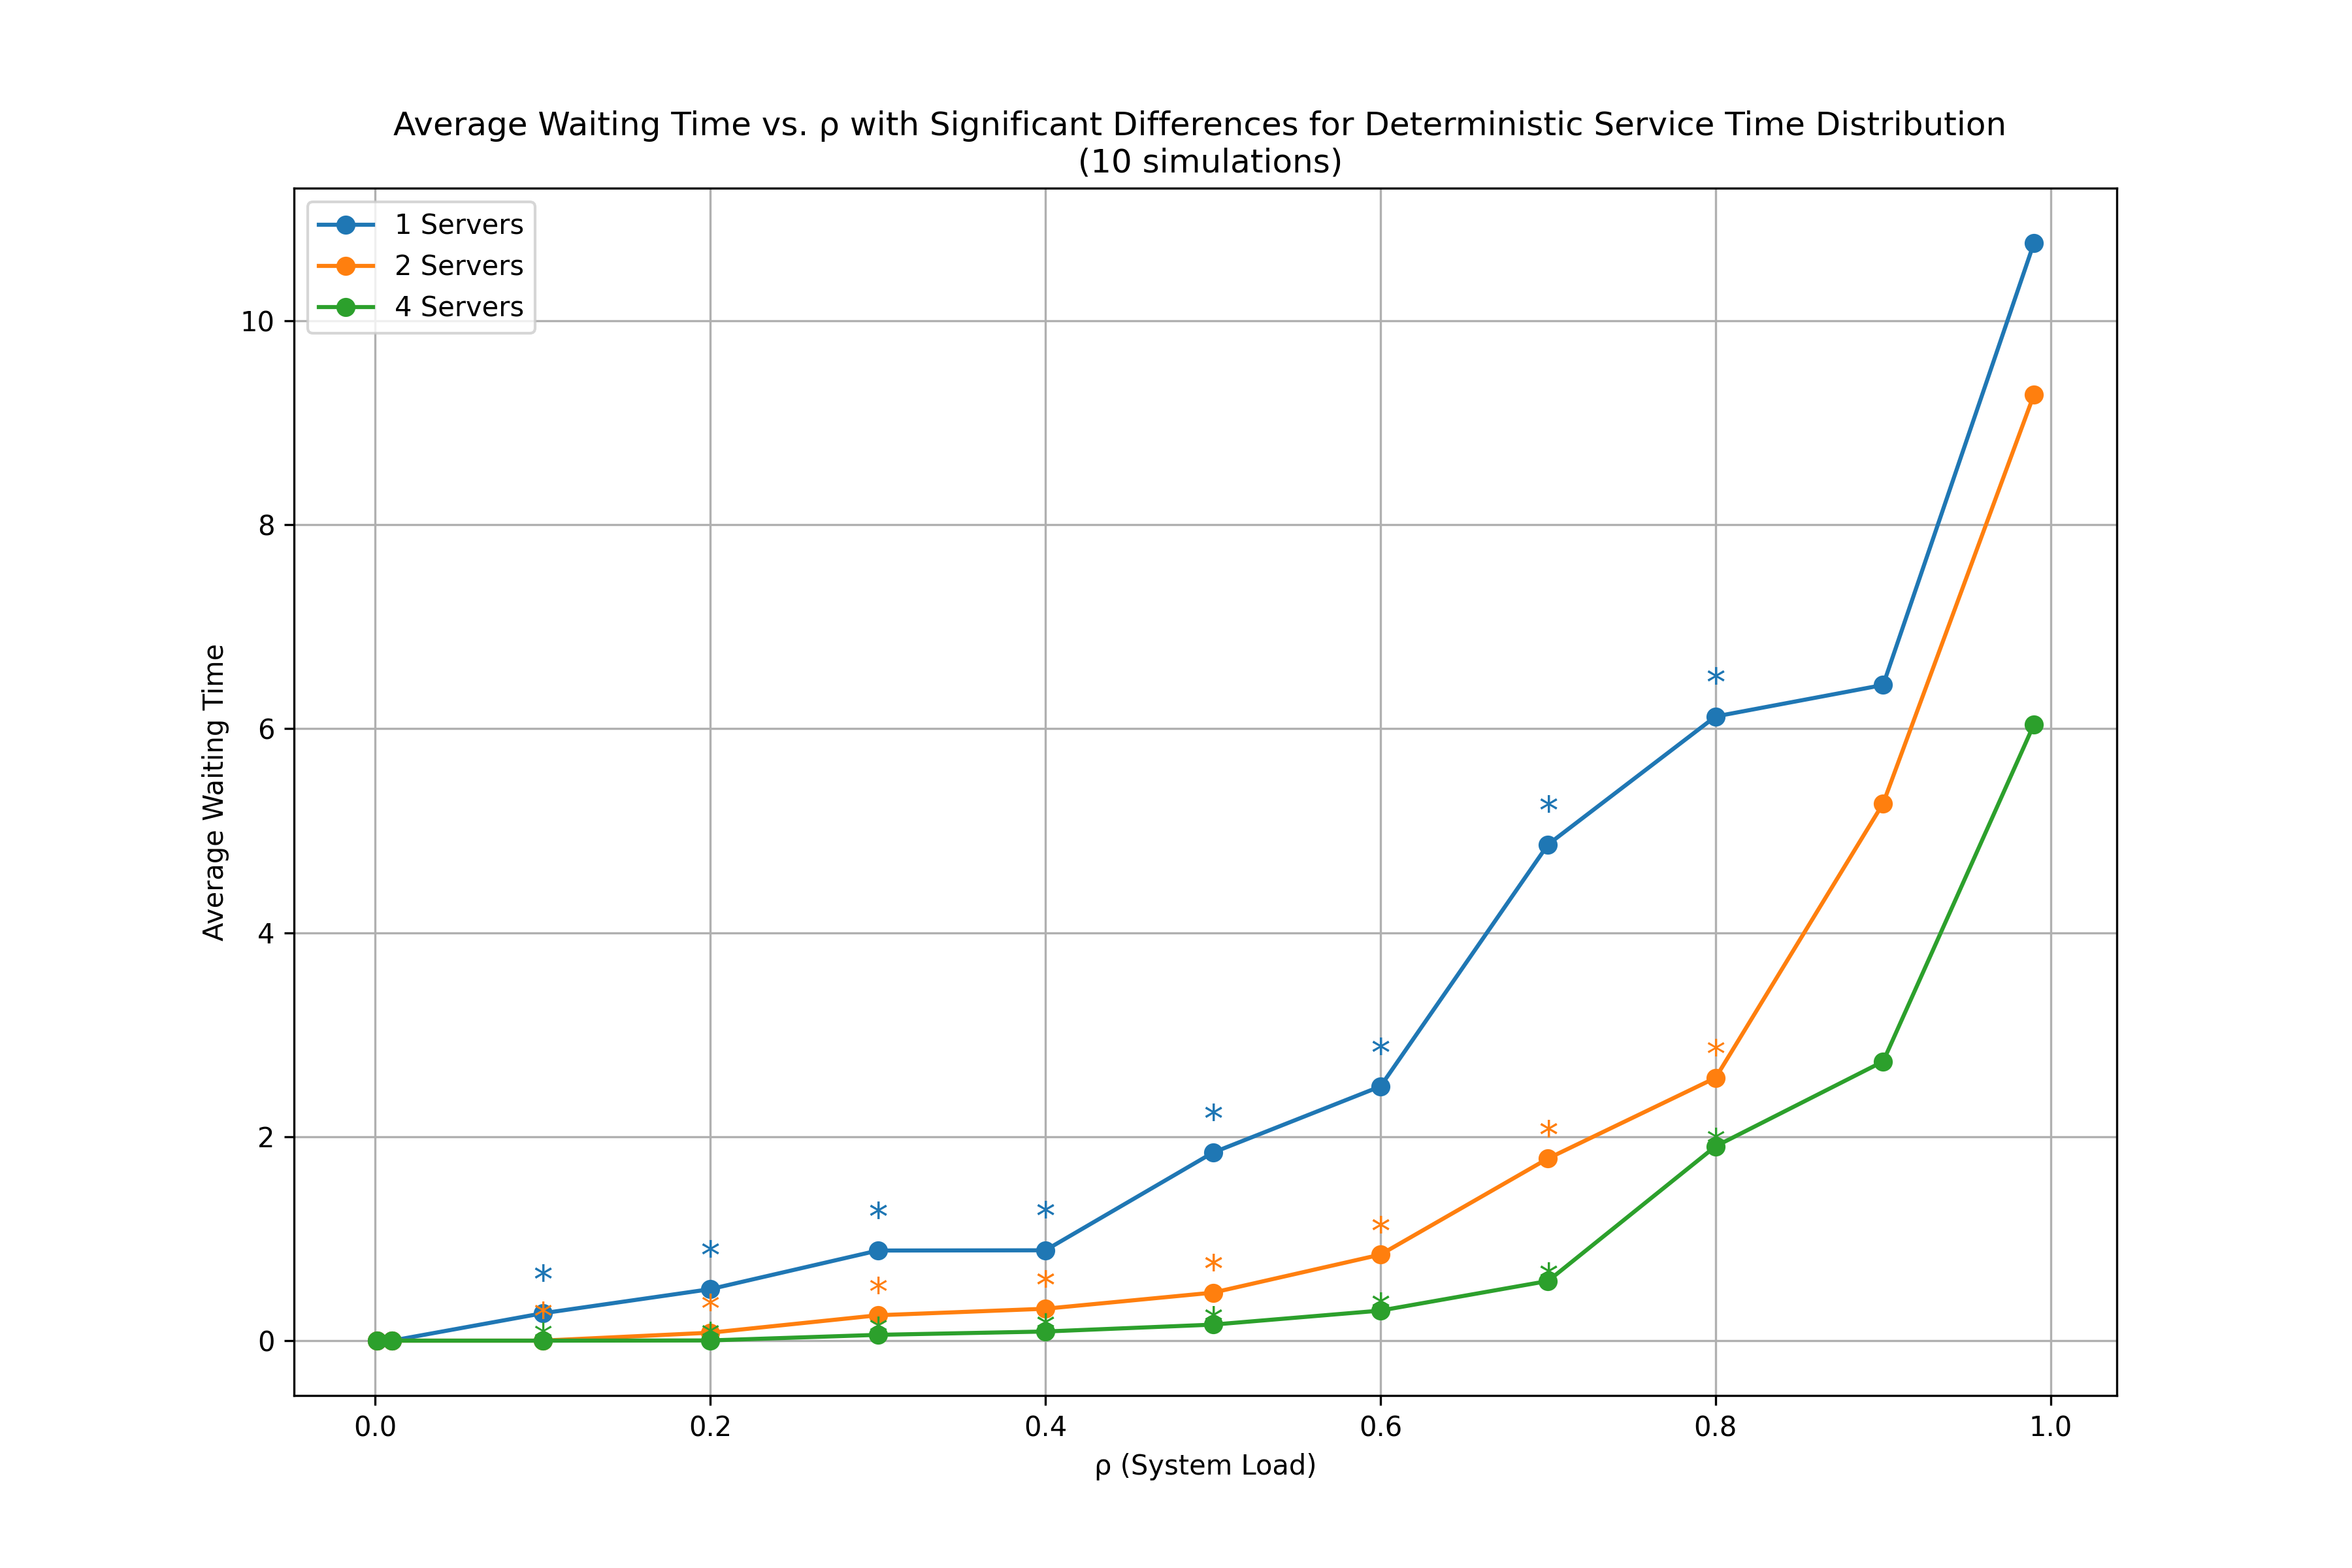 Average Waiting Time vs. ρ with Significant Differences for Deterministic Service Time Distribution
(10 simulations)
1 Servers
2 Servers
4 Servers
10
8
6
4
2
0
Average Waiting Time
0.0 0.2 0.4 0.6 0.8 1.0
ρ (System Load)